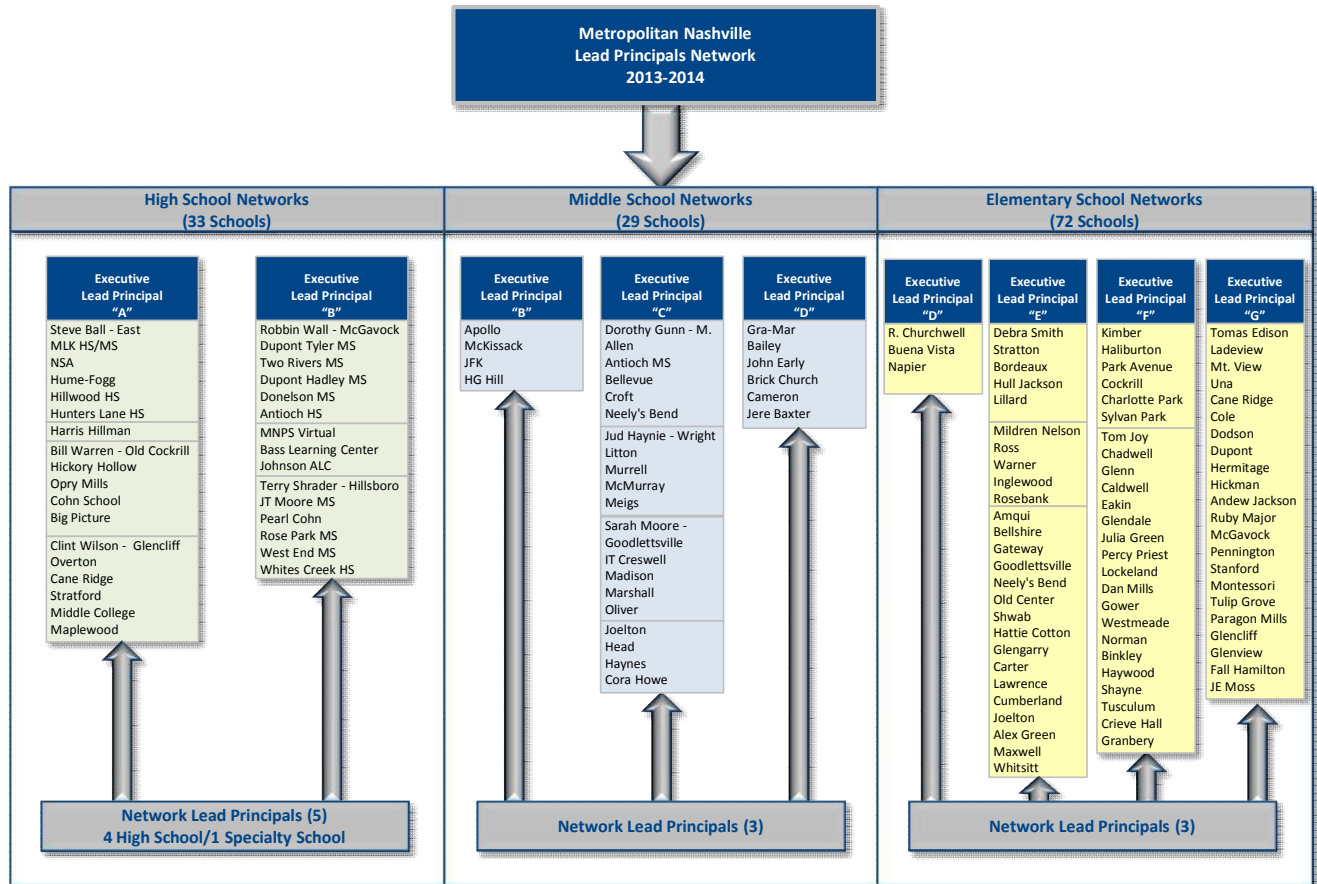 Metropolitan Nashville
Lead Principals Network
2013-2014
High School Networks
(33 Schools)
Executive
Lead Principal
"A"
Steve Ball - East
MLK HS/MS
NSA
Hume-Fogg
Hillwood HS
Hunters Lane HS
Harris Hillman
Bill Warren - Old Cockrill
Hickory Hollow
Opry Mills
Cohn School
Big Picture
Clint Wilson - Glencliff
Overton
Cane Ridge
Stratford
Middle College
Maplewood
Executive
Lead Principal
"B"
Robbin Wall - McGavock
Dupont Tyler MS
Two Rivers MS
Dupont Hadley MS
Donelson MS
Antioch HS
MNPS Virtual
Bass Learning Center
Johnson ALC
Terry Shrader - Hillsboro
JT Moore MS
Pearl Cohn
Rose Park MS
West End MS
Whites Creek HS
Network Lead Principals (5)
4 High School/1 Specialty School
Middle School Networks
(29 Schools)
Executive
Lead Principal
"B"
Apollo
McKissack
JFK
HG Hill
Executive
Lead Principal
"C"
Dorothy Gunn - M.
Allen
Antioch MS
Bellevue
Croft
Neely's Bend
Jud Haynie - Wright
Litton
Murrell
McMurray
Meigs
Sarah Moore -
Goodlettsville
IT Creswell
Madison
Marshall
Oliver
Joelton
Head
Haynes
Cora Howe
Executive
Lead Principal
"D"
Gra-Mar
Bailey
John Early
Brick Church
Cameron
Jere Baxter
Network Lead Principals (3)
Elementary School Networks
(72 Schools)
Executive
Lead Principal
"D"
R. Churchwell
Buena Vista
Napier
Executive
Lead Principal
"E"
Debra Smith
Stratton
Bordeaux
Hull Jackson
Lillard
Mildren Nelson
Ross
Warner
Inglewood
Rosebank
Amqui
Bellshire
Gateway
Goodlettsville
Neely's Bend
Old Center
Shwab
Hattie Cotton
Glengarry
Carter
Lawrence
Cumberland
Joelton
Alex Green
Maxwell
Whitsitt
Executive
Lead Principal
"F"
Kimber
Haliburton
Park Avenue
Cockrill
Charlotte Park
Sylvan Park
Tom Joy
Chadwell
Glenn
Caldwell
Eakin
Glendale
Julia Green
Percy Priest
Lockeland
Dan Mills
Gower
Westmeade
Norman
Binkley
Haywood
Shayne
Tusculum
Crieve Hall
Granbery
Executive
Lead Principal
"G"
Tomas Edison
Ladeview
Mt. View
Una
Cane Ridge
Cole
Dodson
Dupont
Hermitage
Hickman
Andew Jackson
Ruby Major
McGavock
Pennington
Stanford
Montessori
Tulip Grove
Paragon Mills
Glencliff
Glenview
Fall Hamilton
JE Moss
Network Lead Principals (3)